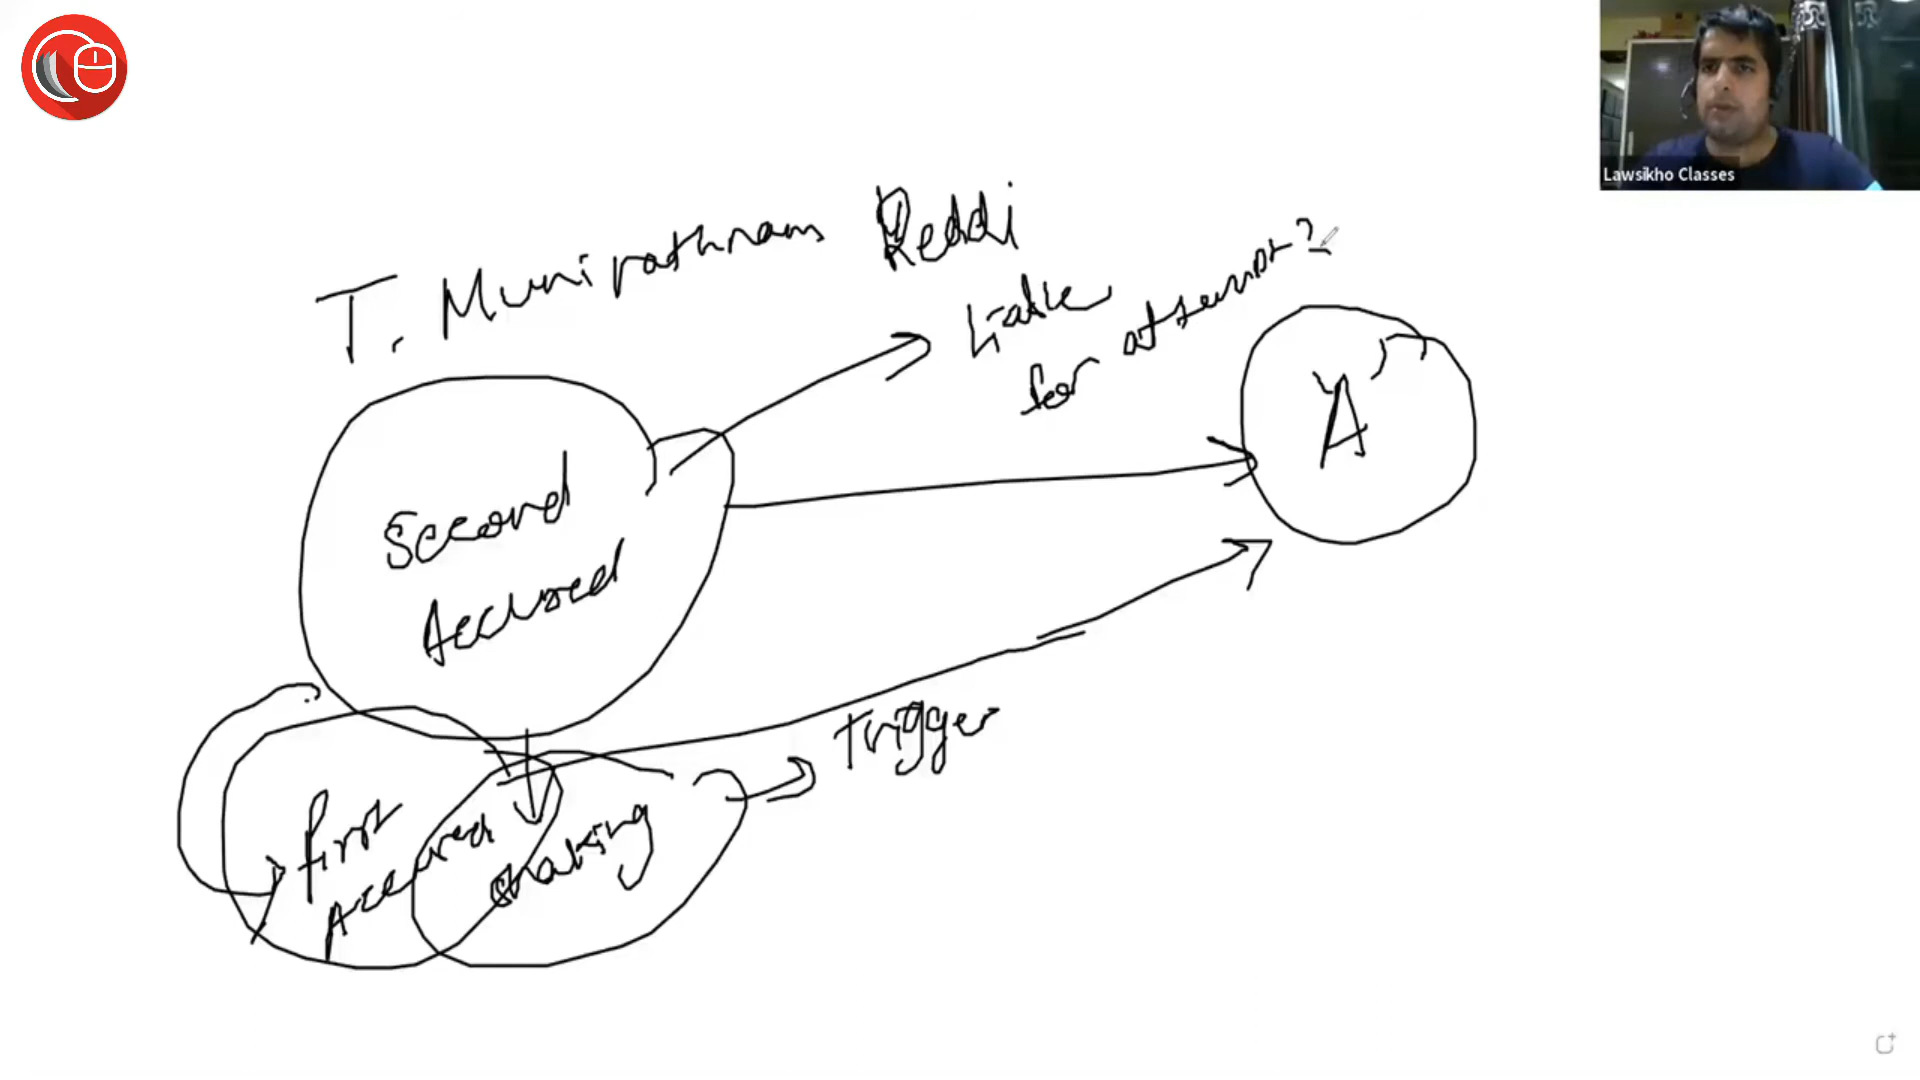 Lawsikho Classes
T. Munirathnam Reddi
Liable
for attempt?
A
Second
Accused
Trigger
first
Accused
shaking